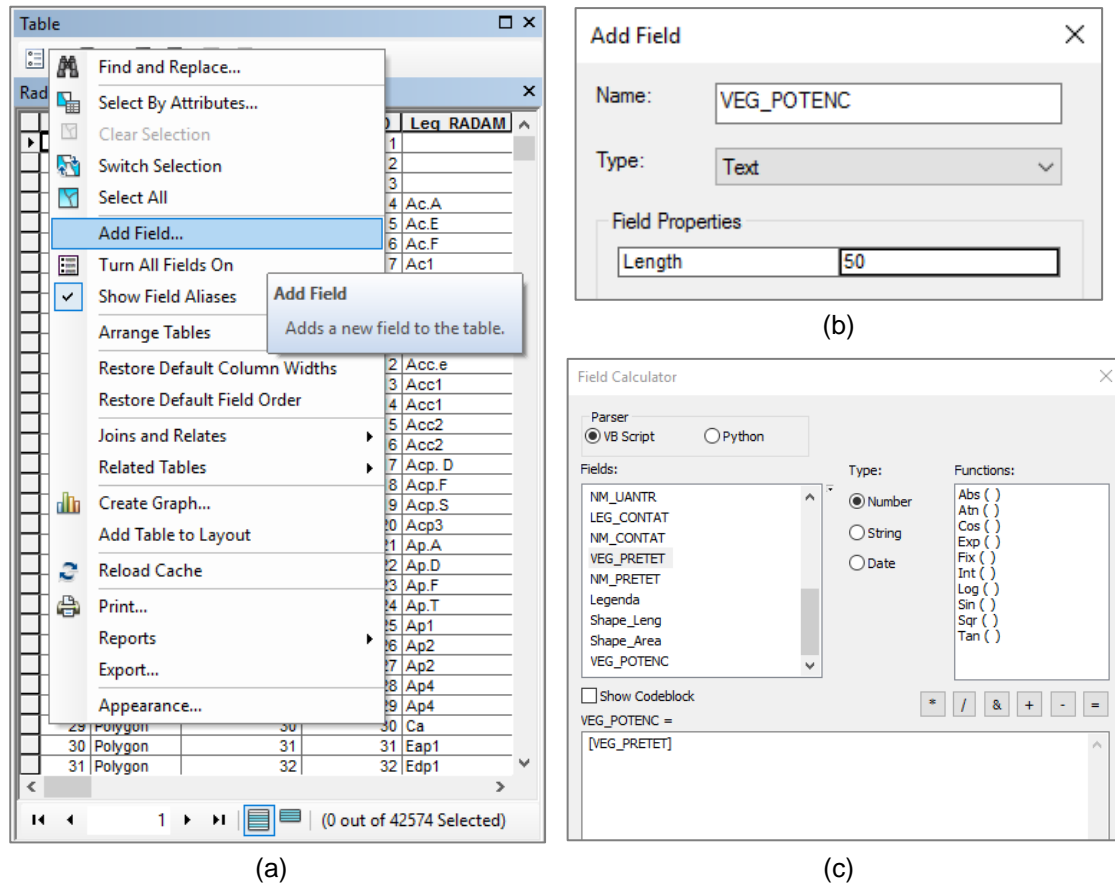 Table
Rad
Find and Replace...
Select By Attributes...
Clear Selection
Switch Selection
Select All
Add Field...
Turn All Fields On
Show Field Aliases
Arrange Tables
Restore Default Column Widths
Restore Default Field Order
Joins and Relates
Related Tables
Create Graph...
Add Table to Layout
Reload Cache
Print...
Reports
Export...
Appearance...
Add Field
Adds a new field to the table.
Leg_RADAM
1
2
3
4 Ac.A
5 Ac.E
6 Ac.F
7 Ac1
2 Acc.e
3 Acc1
4 Acc1
5 Acc2
6 Acc2
7 Acp. D
8 Acp.F
9 Acp.S
20 Acp3
21 Ap.A
22 Ap.D
23 Ap.F
24 Ap.T
25 Ap1
26 Ap2
27 Ap2
28 Ap4
29 Ap4
29 Polygon 30 30 Ca
30 Polygon 31 31 Eap1
31 Polygon 32 32 Edp1
1 (0 out of 42574 Selected)
(a)
Add Field
Name: VEG_POTENC
Type: Text
Field Properties
Length 50
(b)
Field Calculator
Parser
VB Script Python
Fields: Type: Functions:
NM_UANTR
LEG_CONTAT
NM_CONTAT
VEG_PRETET
NM_PRETET
Legenda
Shape_Leng
Shape_Area
VEG_POTENC
Number
String
Date
Abs ( )
Atn ( )
Cos ( )
Exp ( )
Fix ( )
Int ( )
Log ( )
Sin ( )
Sqr ( )
Tan ( )
Show Codeblock
* / & + - =
VEG_POTENC =
[VEG_PRETET]
(c)